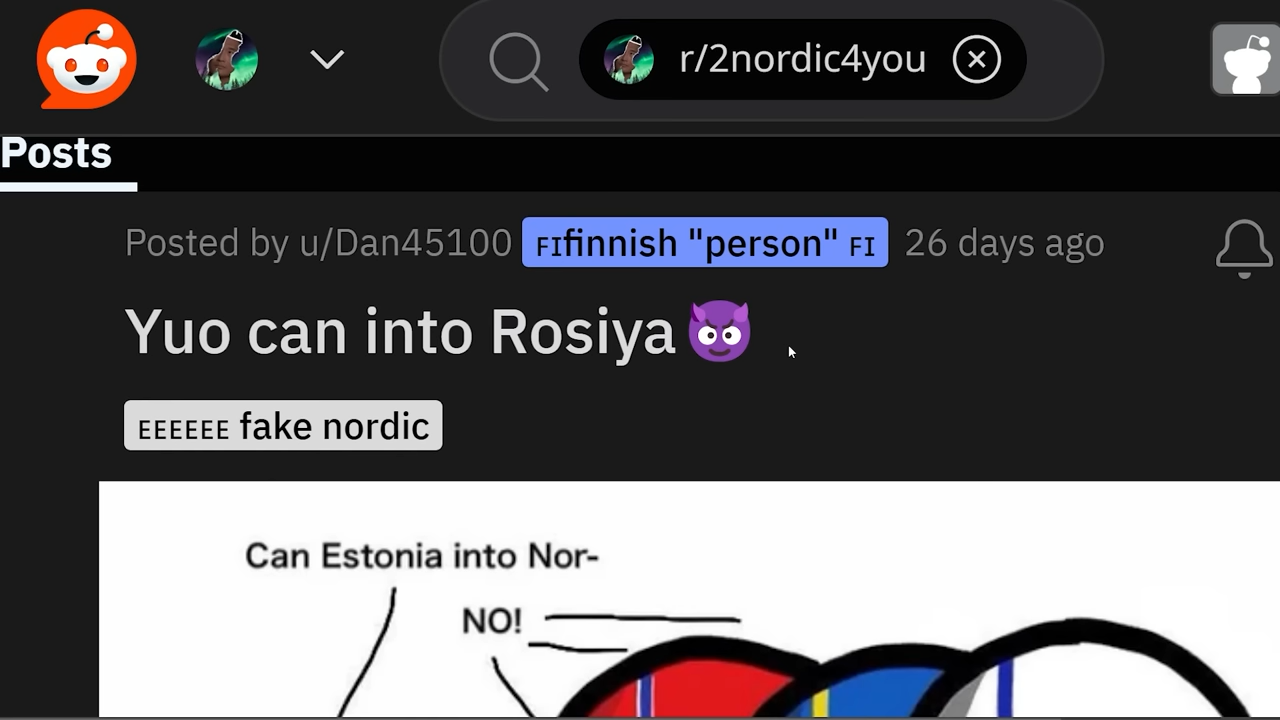 r/2nordic4you
Posts
Posted by u/Dan45100 FIfinnish "person" FI 26 days ago
Yuo can into Rosiya😈
EEEEEE fake nordic
Can Estonia into Nor-
NO!